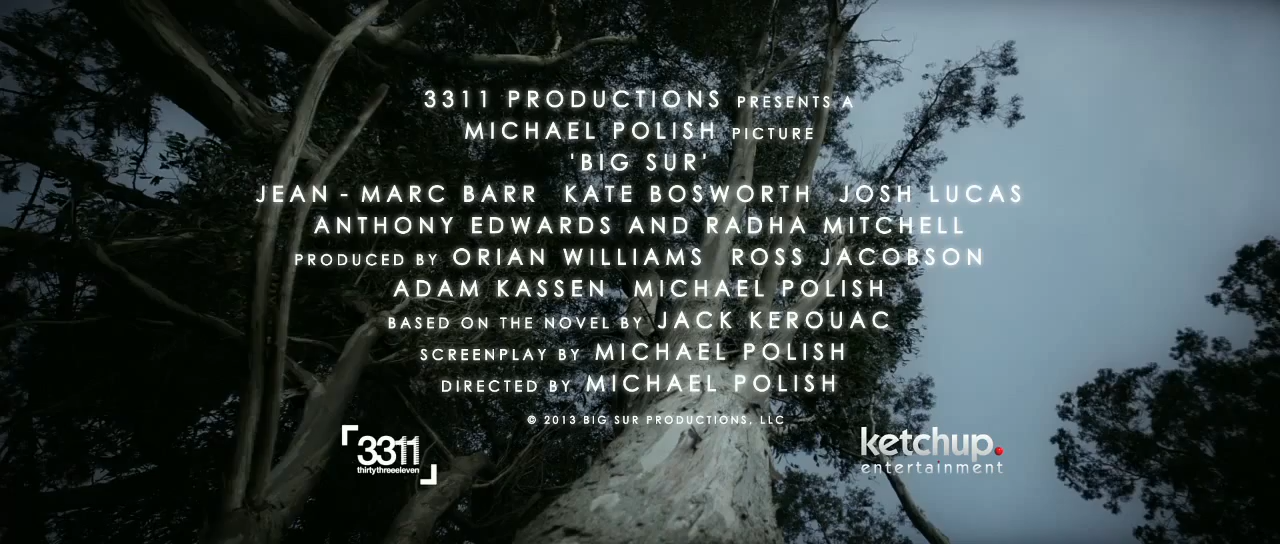 3311 PRODUCTIONS PRESENTS A
MICHAEL POLISH PICTURE
'BIG SUR'
JEAN - MARC BARR KATE BOSWORTH JOSH LUCAS
ANTHONY EDWARDS AND RADHA MITCHELL
PRODUCED BY ORIAN WILLIAMS ROSS JACOBSON
ADAM KASSEN MICHAEL POLISH
BASED ON THE NOVEL BY JACK KEROUAC
SCREENPLAY BY MICHAEL POLISH
DIRECTED BY MICHAEL POLISH
© 2013 BIG SUR PRODUCTIONS, LLC
3311
thirtythreeeleven
ketchup.
entertainment